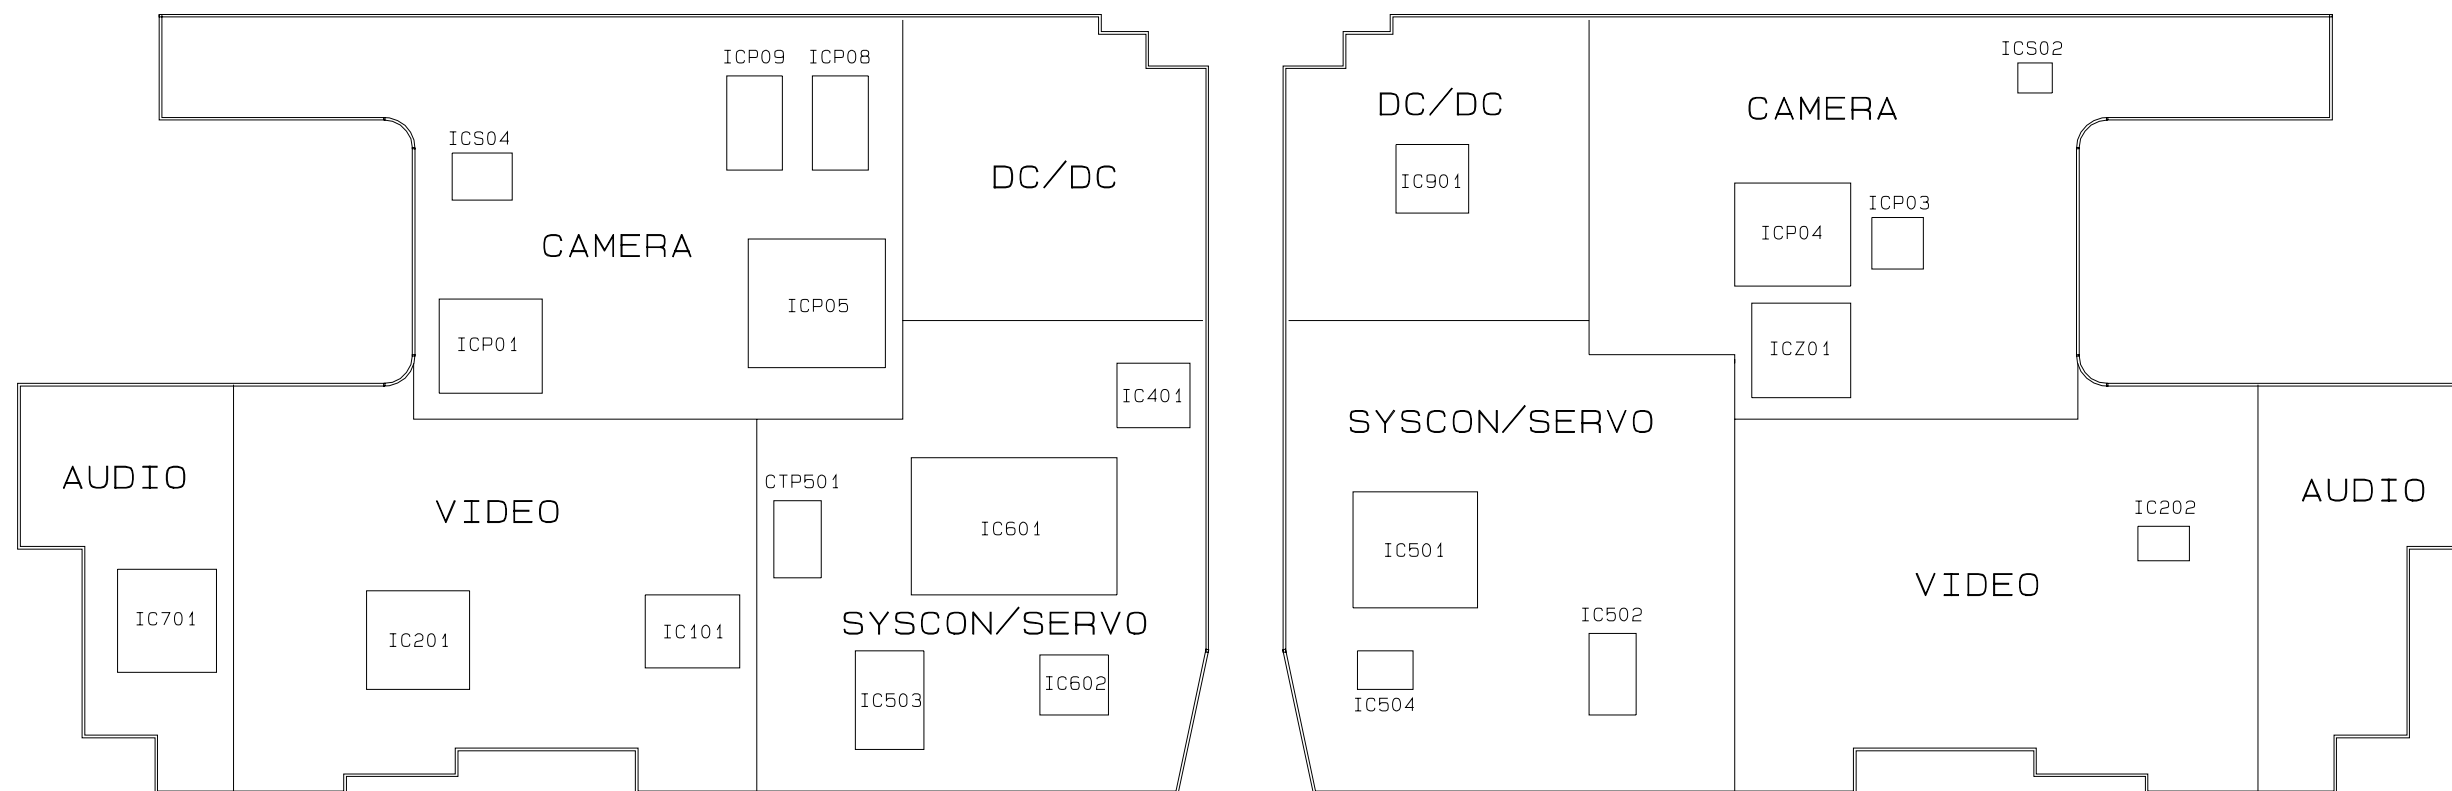 ICP09
ICP08
ICS04
DC/DC
CAMERA
ICP05
ICP01
IC401
AUDIO
VIDEO
CTP501
IC601
IC701
IC201
IC101
SYSCON/SERVO
IC503
IC602
ICS02
DC/DC
CAMERA
IC901
ICP03
ICP04
ICZ01
SYSCON/SERVO
AUDIO
IC202
IC501
VIDEO
IC502
IC504